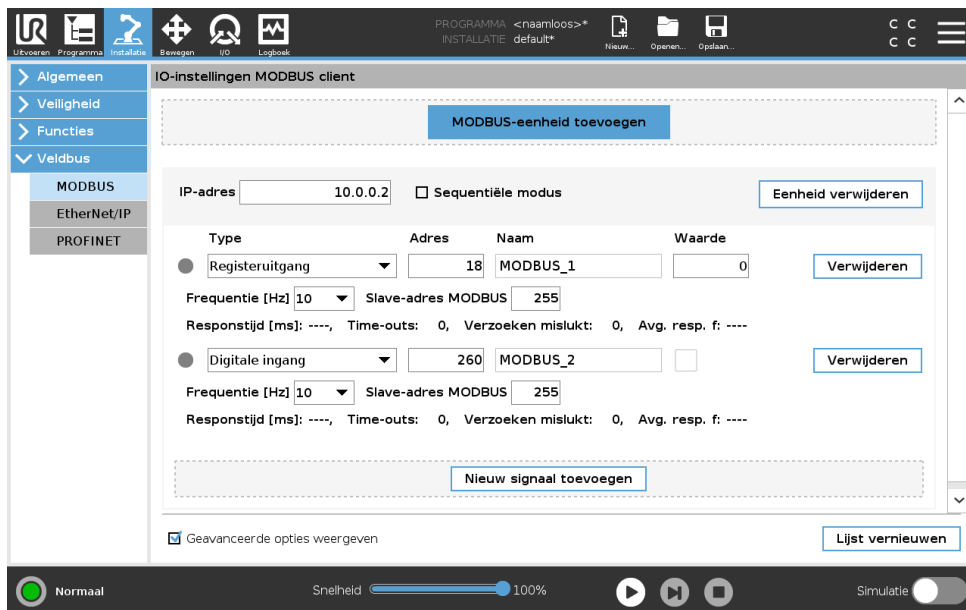 UR
Uitvoeren Programma Installatie Bewegen I/O Logboek
PROGRAMMA <naamloos>*
INSTALLATIE default*
Nieuw... Openen... Opslaan...
C C
C C
Algemeen
Veiligheid
Functies
Veldbus
MODBUS
EtherNet/IP
PROFINET
IO-instellingen MODBUS client
MODBUS-eenheid toevoegen
IP-adres 10.0.0.2 Sequentiële modus Eenheid verwijderen
Type Adres Naam Waarde
Registeruitgang 18 MODBUS_1 0 Verwijderen
Frequentie [Hz] 10 Slave-adres MODBUS 255
Responstijd [ms]: ----, Time-outs: 0, Verzoeken mislukt: 0, Avg. resp. f: ----
Digitale ingang 260 MODBUS_2 Verwijderen
Frequentie [Hz] 10 Slave-adres MODBUS 255
Responstijd [ms]: ----, Time-outs: 0, Verzoeken mislukt: 0, Avg. resp. f: ----
Nieuw signaal toevoegen
Geavanceerde opties weergeven Lijst vernieuwen
Normaal Snelheid 100% Simulatie